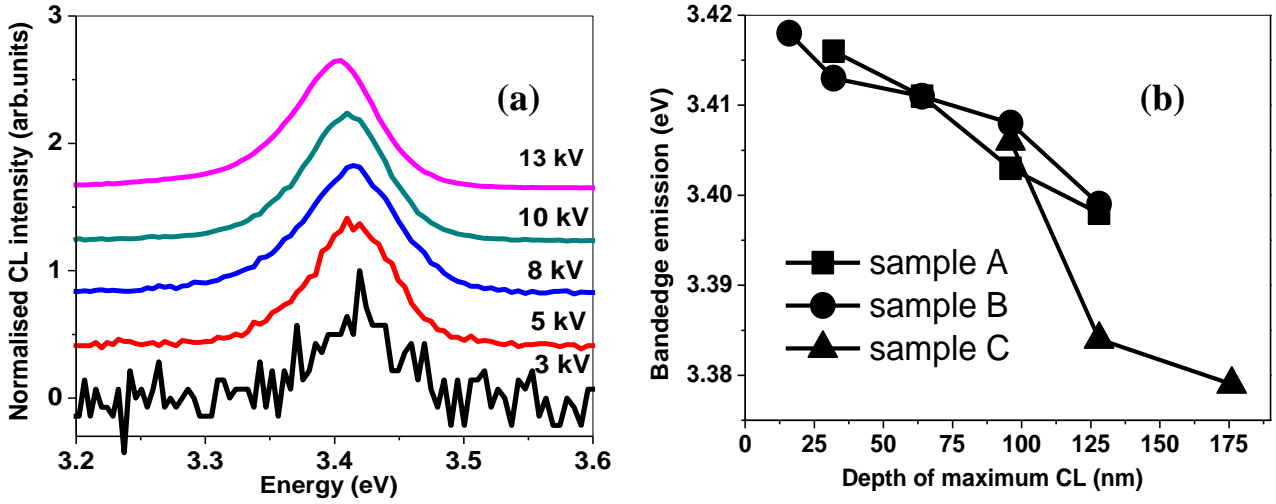 Normalised CL intensity (arb.units)
3
2
1
0
(a)
13 kV
10 kV
8 kV
5 kV
3 kV
3.2 3.3 3.4 3.5 3.6
Energy (eV)
Bandedge emission (eV)
3.42
3.41
3.40
3.39
3.38
(b)
sample A
sample B
sample C
0 25 50 75 100 125 150 175
Depth of maximum CL (nm)